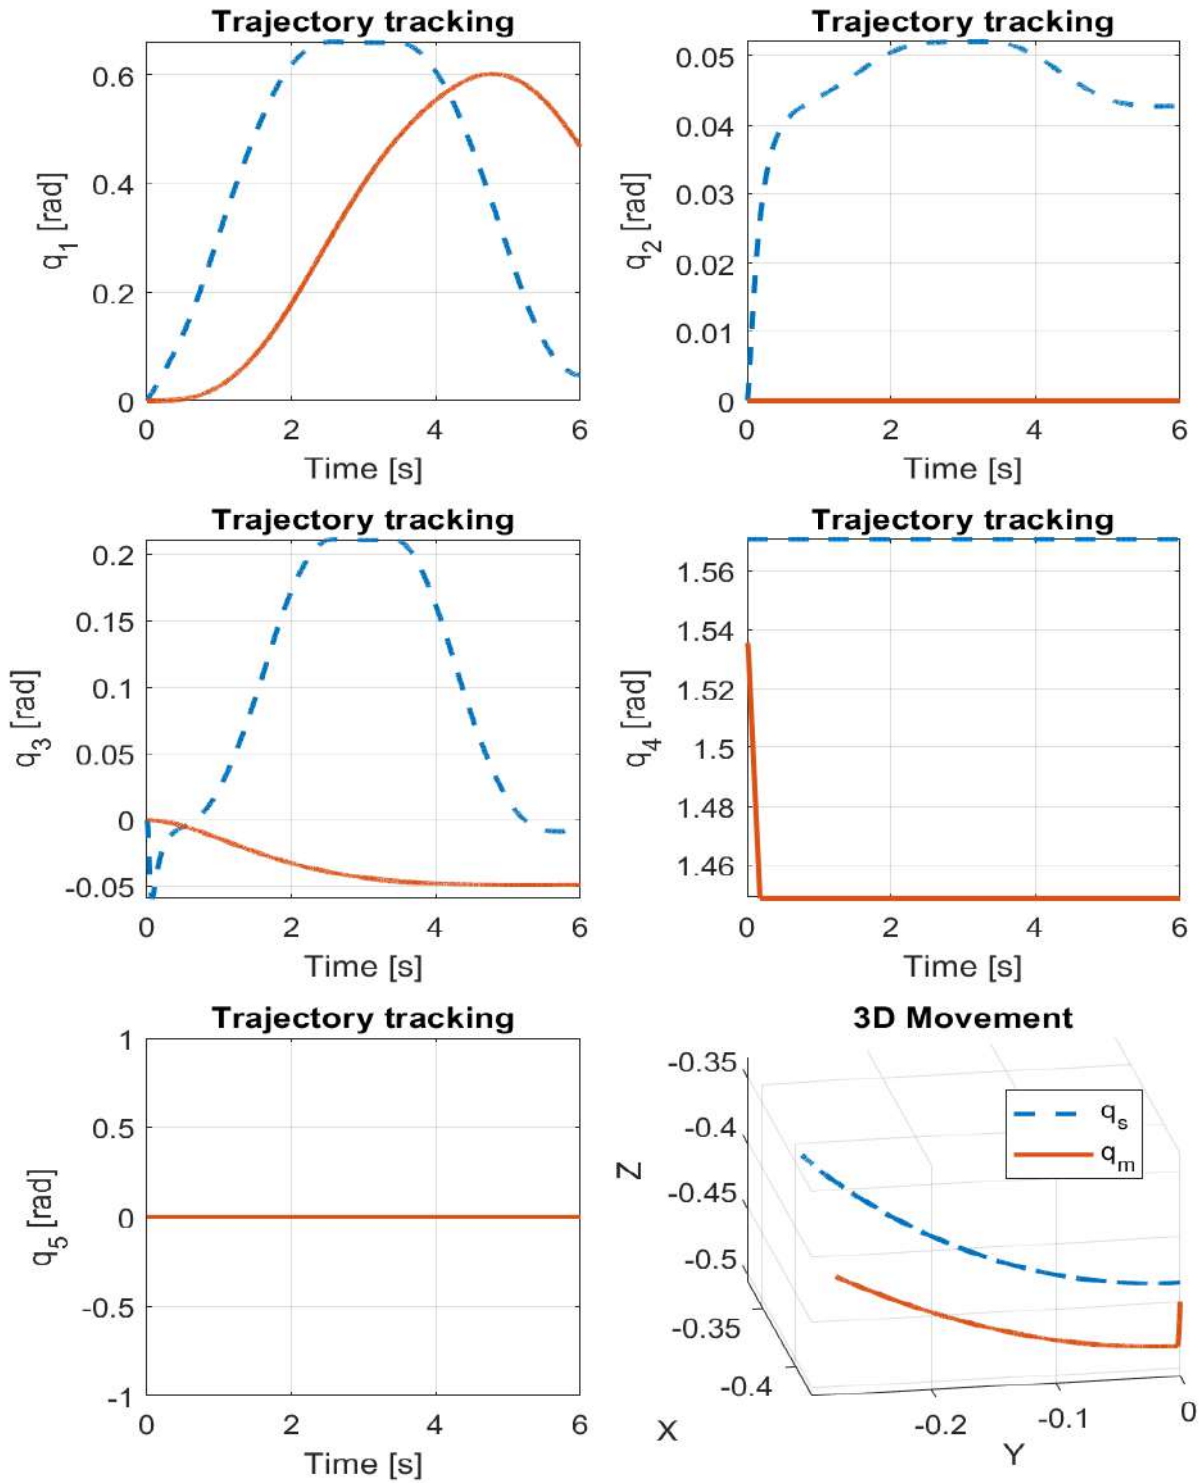 Trajectory tracking
0.6
0.4
0.2
0
q1 [rad]
0 2 4 6
Time [s]
Trajectory tracking
0.05
0.04
0.03
0.02
0.01
0
q2 [rad]
0 2 4 6
Time [s]
Trajectory tracking
0.2
0.15
0.1
0.05
0
-0.05
q3 [rad]
0 2 4 6
Time [s]
Trajectory tracking
1.56
1.54
1.52
1.5
1.48
1.46
q4 [rad]
0 2 4 6
Time [s]
Trajectory tracking
1
0.5
0
-0.5
-1
q5 [rad]
0 2 4 6
Time [s]
3D Movement
-0.35
-0.4
-0.45
-0.5
Z
qs
qm
-0.35
-0.4
X
-0.2 -0.1 0
Y